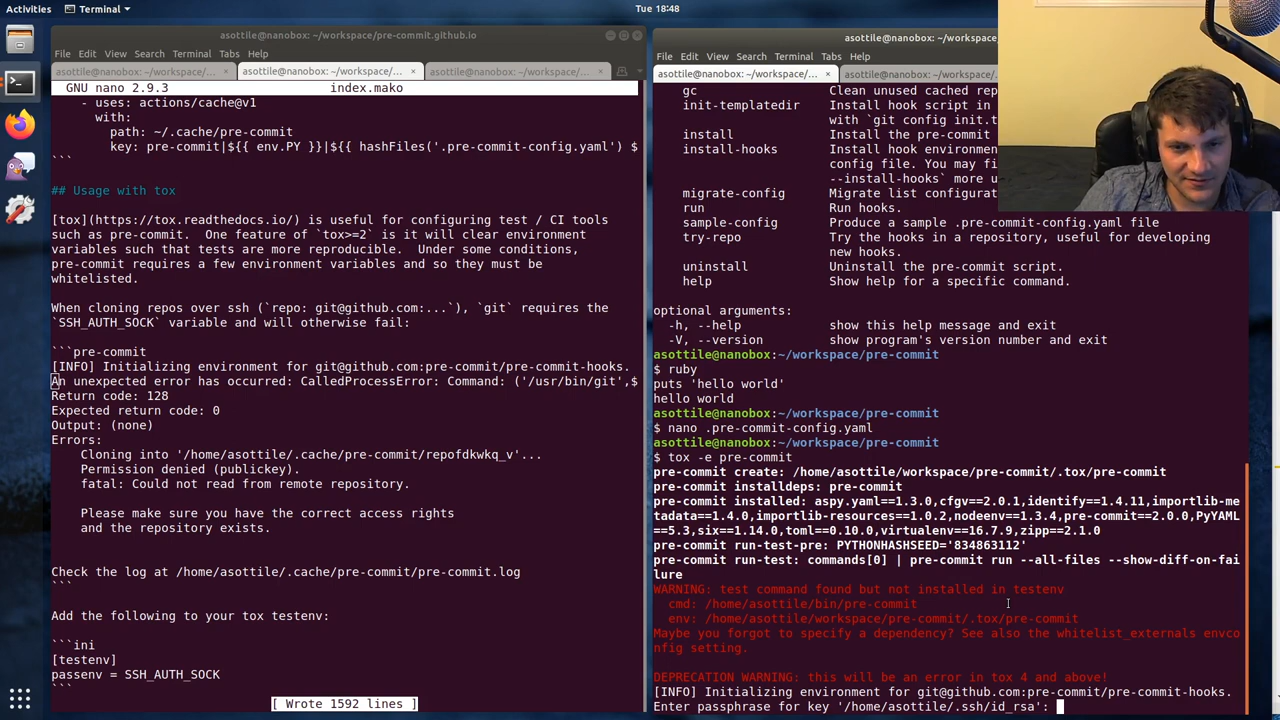 Activities
Terminal
Tue 18:48
asottile@nanobox: ~/workspace/pre-commit.github.io
File Edit View Search Terminal Tabs Help
asottile@nanobox: ~/workspace/... × asottile@nanobox: ~/workspace/... × asottile@nanobox: ~/workspace/... ×
GNU nano 2.9.3 index.mako
- uses: actions/cache@v1
with:
path: ~/.cache/pre-commit
key: pre-commit|${{ env.PY }}|${{ hashFiles('.pre-commit-config.yaml') $
```
## Usage with tox
[tox](https://tox.readthedocs.io/) is useful for configuring test / CI tools
such as pre-commit.  One feature of `tox>=2` is it will clear environment
variables such that tests are more reproducible.  Under some conditions,
pre-commit requires a few environment variables and so they must be
whitelisted.
When cloning repos over ssh (`repo: git@github.com:...`), `git` requires the
`SSH_AUTH_SOCK` variable and will otherwise fail:
```pre-commit
[INFO] Initializing environment for git@github.com:pre-commit/pre-commit-hooks.
An unexpected error has occurred: CalledProcessError: Command: ('/usr/bin/git',$
Return code: 128
Expected return code: 0
Output: (none)
Errors:
Cloning into '/home/asottile/.cache/pre-commit/repofdkwkq_v'...
Permission denied (publickey).
fatal: Could not read from remote repository.
Please make sure you have the correct access rights
and the repository exists.
Check the log at /home/asottile/.cache/pre-commit/pre-commit.log
```
Add the following to your tox testenv:
```ini
[testenv]
passenv = SSH_AUTH_SOCK
```
[ Wrote 1592 lines ]
asottile@nanobox: ~/workspace/pre-commit
File Edit View Search Terminal Tabs Help
asottile@nanobox: ~/workspace/... × asottile@nanobox: ~/workspace/
gc Clean unused cached rep
init-templatedir Install hook script in
with `git config init.t
install Install the pre-commit
install-hooks Install hook environmen
config file. You may fi
--install-hooks` more u
migrate-config Migrate list configurat
run Run hooks.
sample-config Produce a sample .pre-commit-config.yaml file
try-repo Try the hooks in a repository, useful for developing
new hooks.
uninstall Uninstall the pre-commit script.
help Show help for a specific command.
optional arguments:
-h, --help show this help message and exit
-V, --version show program's version number and exit
asottile@nanobox:~/workspace/pre-commit
$ ruby
puts 'hello world'
hello world
asottile@nanobox:~/workspace/pre-commit
$ nano .pre-commit-config.yaml
asottile@nanobox:~/workspace/pre-commit
$ tox -e pre-commit
pre-commit create: /home/asottile/workspace/pre-commit/.tox/pre-commit
pre-commit installdeps: pre-commit
pre-commit installed: aspy.yaml==1.3.0,cfgv==2.0.1,identify==1.4.11,importlib-me
tadata==1.4.0,importlib-resources==1.0.2,nodeenv==1.3.4,pre-commit==2.0.0,PyYAML
==5.3,six==1.14.0,toml==0.10.0,virtualenv==16.7.9,zipp==2.1.0
pre-commit run-test-pre: PYTHONHASHSEED='834863112'
pre-commit run-test: commands[0] | pre-commit run --all-files --show-diff-on-fai
lure
WARNING: test command found but not installed in testenv
cmd: /home/asottile/bin/pre-commit
env: /home/asottile/workspace/pre-commit/.tox/pre-commit
Maybe you forgot to specify a dependency? See also the whitelist_externals envco
nfig setting.
DEPRECATION WARNING: this will be an error in tox 4 and above!
[INFO] Initializing environment for git@github.com:pre-commit/pre-commit-hooks.
Enter passphrase for key '/home/asottile/.ssh/id_rsa':